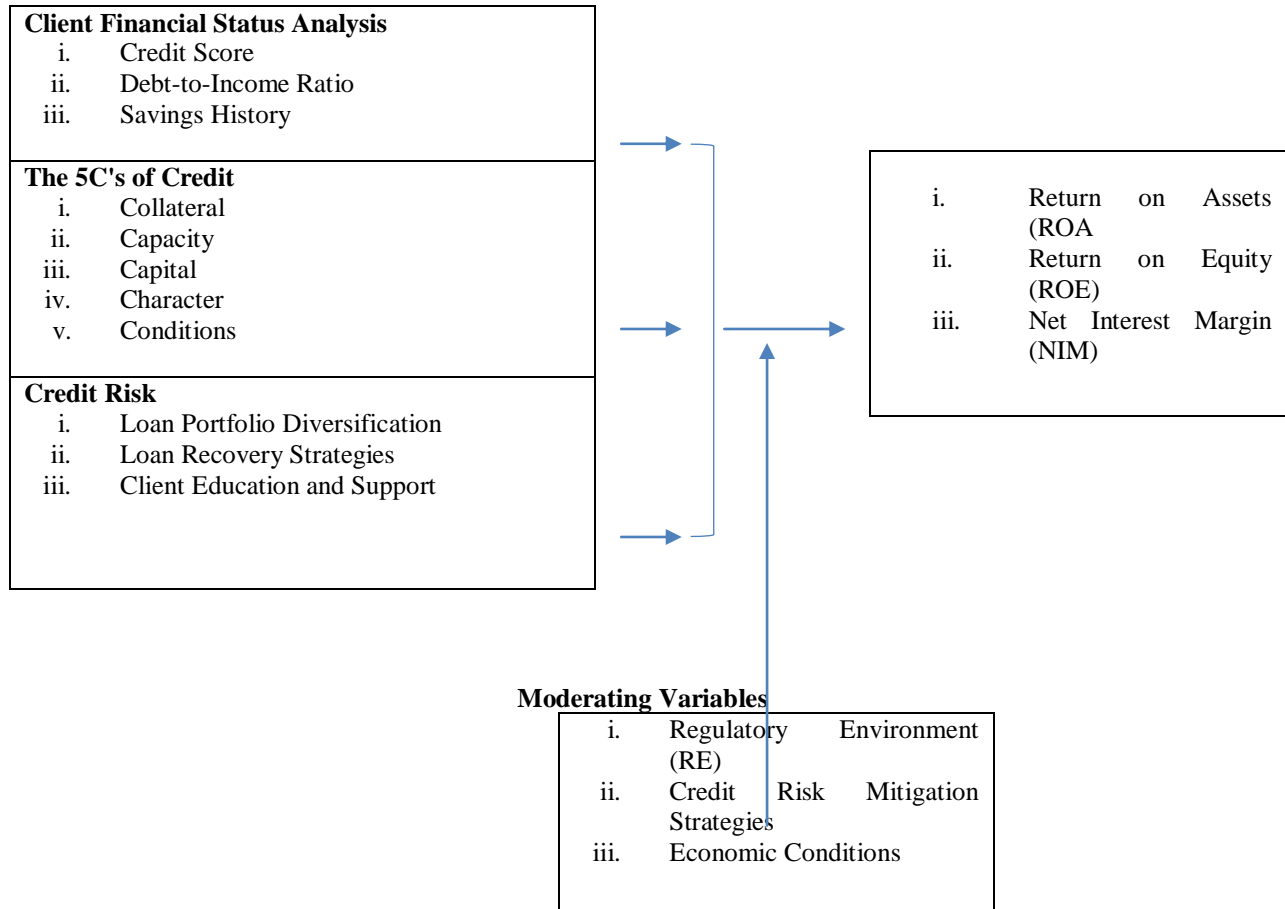 Client Financial Status Analysis
i. Credit Score
ii. Debt-to-Income Ratio
iii. Savings History
The 5C's of Credit
i. Collateral
ii. Capacity
iii. Capital
iv. Character
v. Conditions
Credit Risk
i. Loan Portfolio Diversification
ii. Loan Recovery Strategies
iii. Client Education and Support
i. Return on Assets
(ROA
ii. Return on Equity
(ROE)
iii. Net Interest Margin
(NIM)
Moderating Variables
i. Regulatory Environment
(RE)
ii. Credit Risk Mitigation
Strategies
iii. Economic Conditions